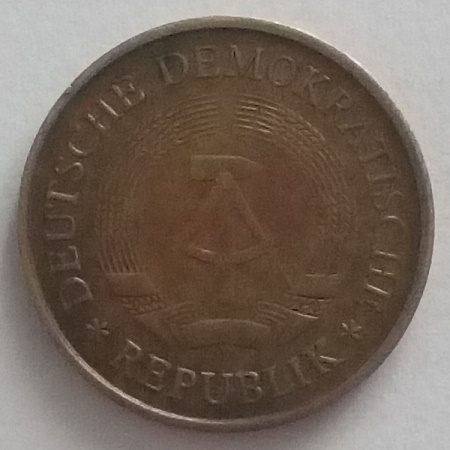 DEUTSCHE DEMOKRATISCHE
* REPUBLIK *